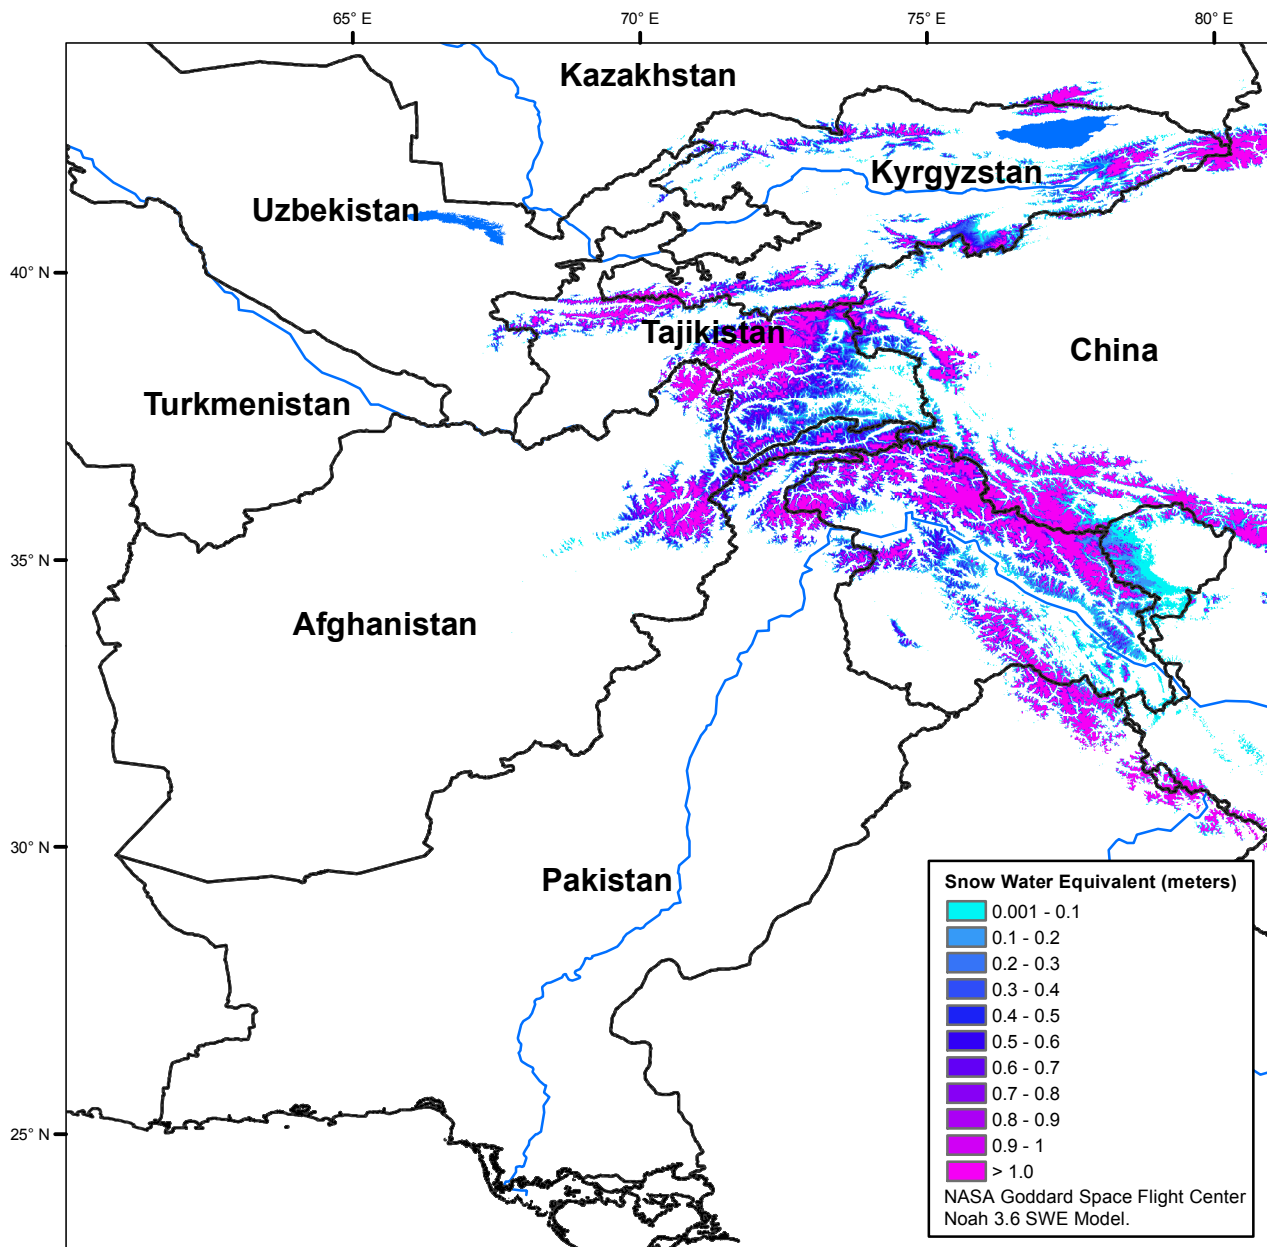 65° E
70° E
75° E
80° E
Kazakhstan
Kyrgyzstan
Uzbekistan
40° N
Tajikistan
China
Turkmenistan
35° N
Afghanistan
30° N
Pakistan
25° N
Snow Water Equivalent (meters)
0.001 - 0.1
0.1 - 0.2
0.2 - 0.3
0.3 - 0.4
0.4 - 0.5
0.5 - 0.6
0.6 - 0.7
0.7 - 0.8
0.8 - 0.9
0.9 - 1
> 1.0
NASA Goddard Space Flight Center
Noah 3.6 SWE Model.